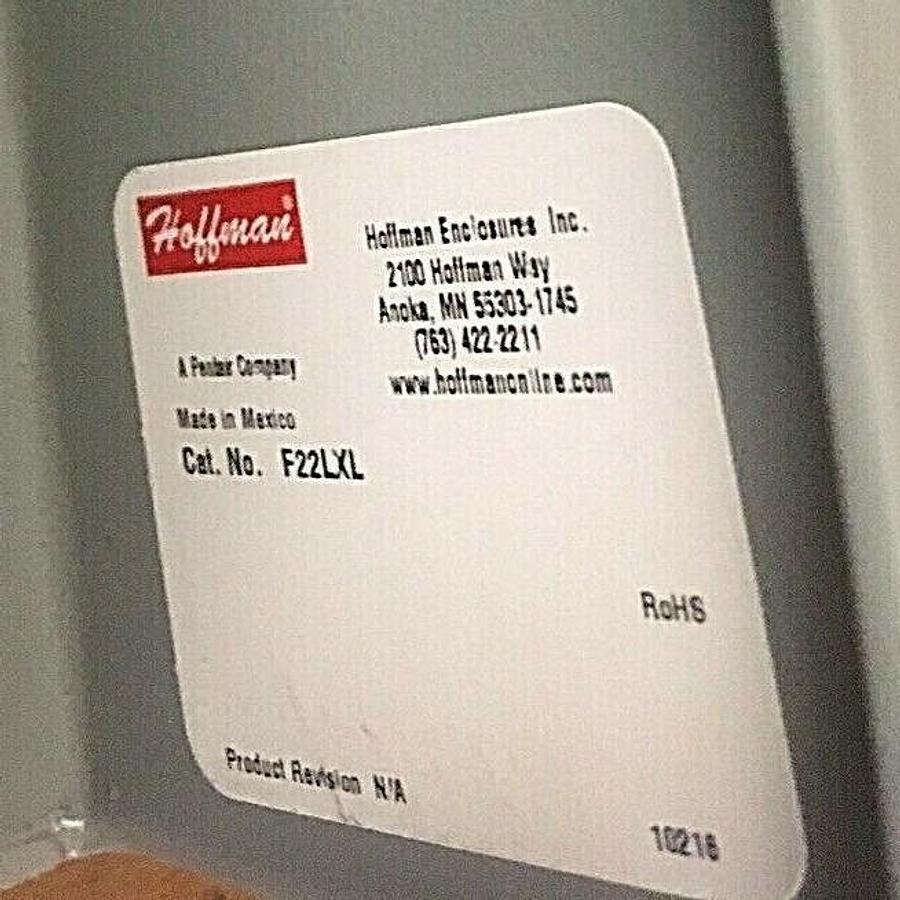 Hoffman®
Hoffman Enclosures Inc.
2100 Hoffman Way
Anoka, MN 55303-1745
(763) 422-2211
www.hoffmanonline.com
A Pentair Company
Made in Mexico
Cat. No. F22LXL
RoHS
Product Revision N/A
10216